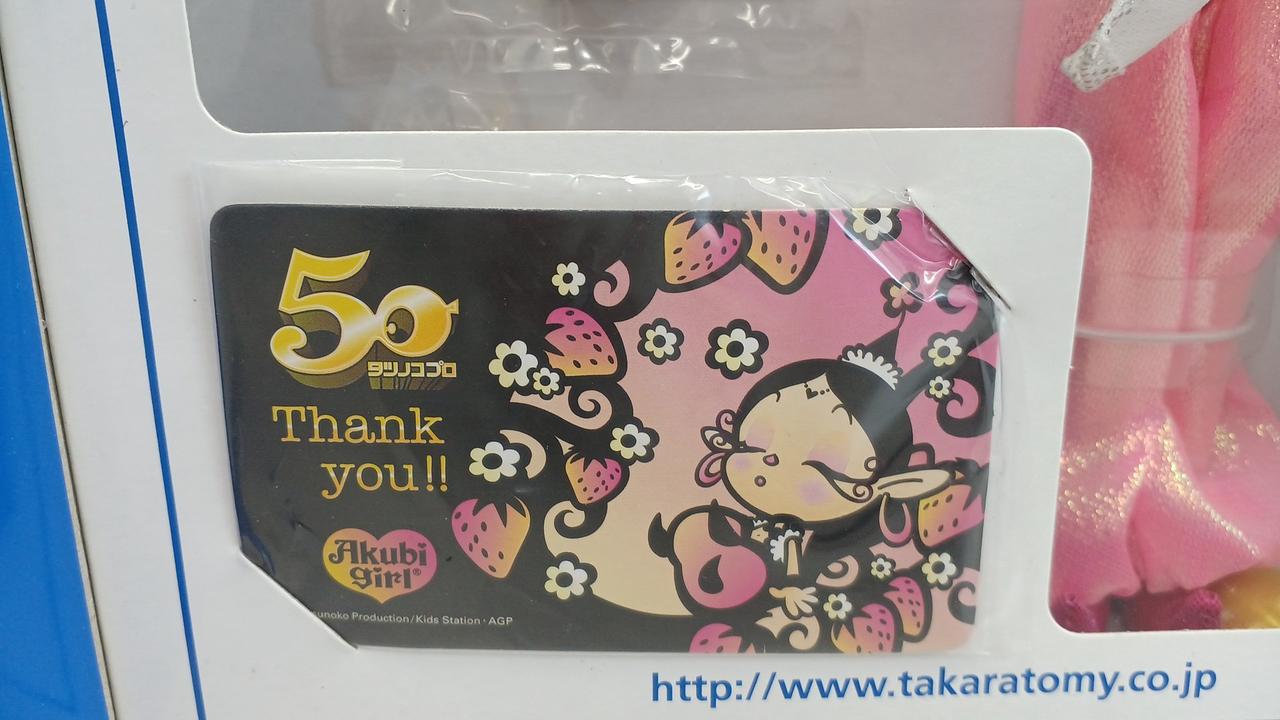 50
タツノコプロ
Thank
you!!
Akubi
girl®
Production/Kids Station · AGP
http://www.takaratomy.co.jp